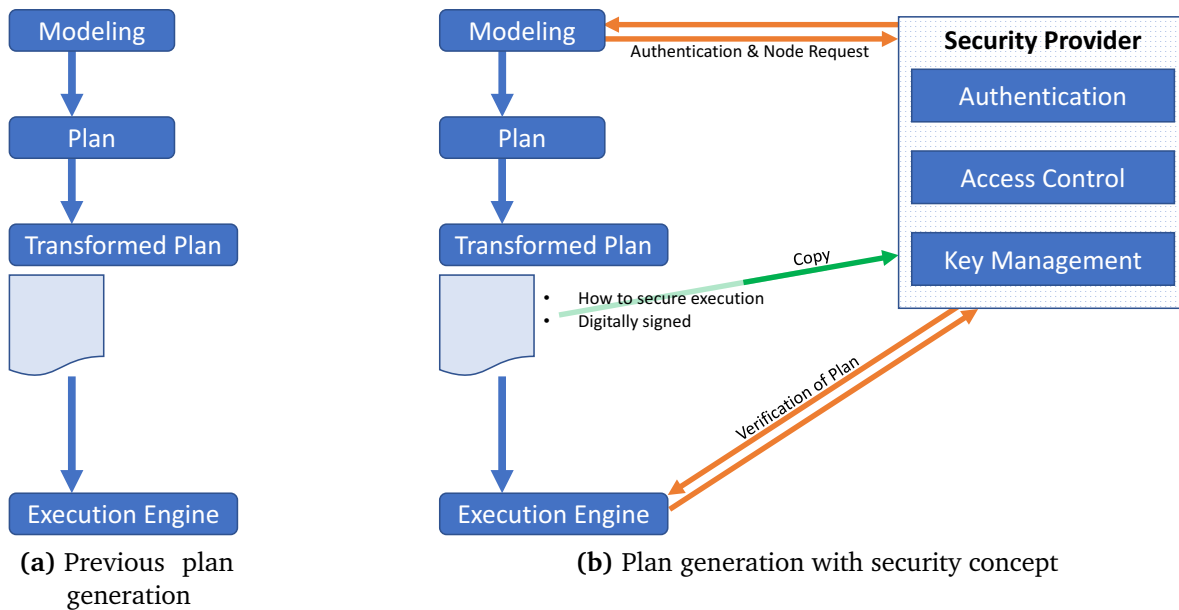 Modeling
Plan
Transformed Plan
Execution Engine
(a) Previous plan
generation
Modeling
Authentication & Node Request
Plan
Transformed Plan
• How to secure execution
• Digitally signed
Copy
Verification of Plan
Execution Engine
Security Provider
Authentication
Access Control
Key Management
(b) Plan generation with security concept